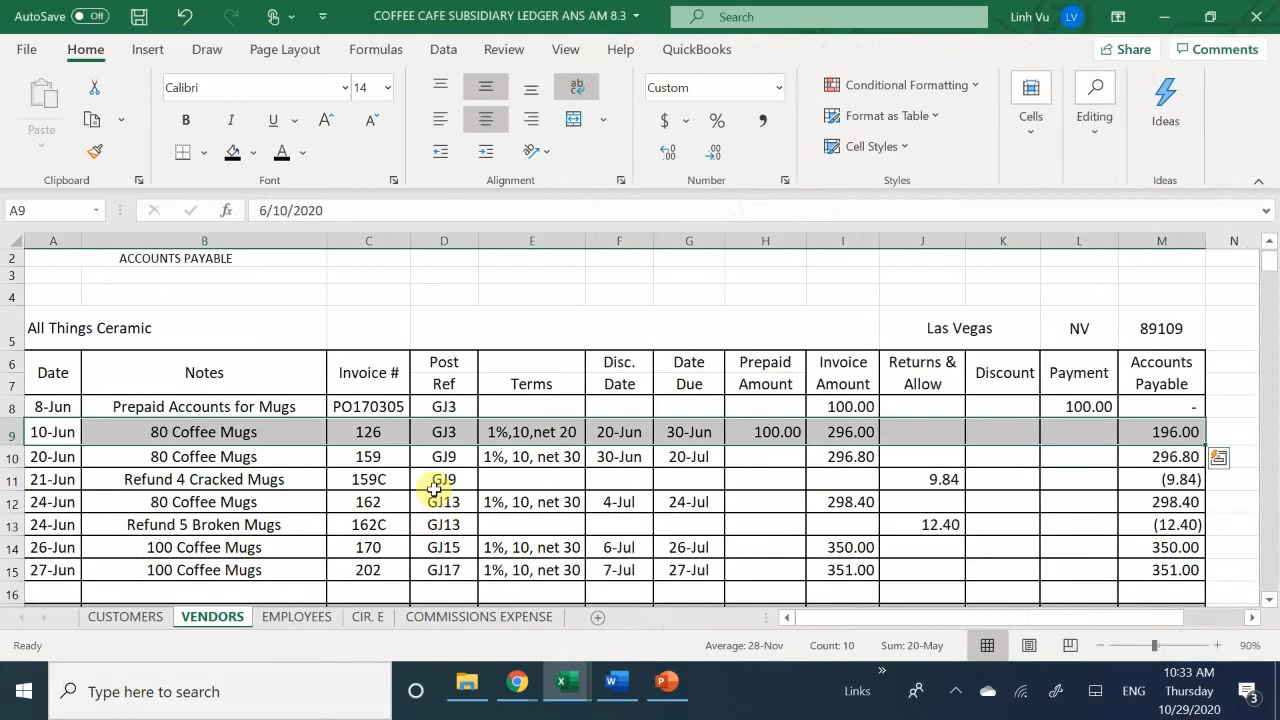 AutoSave Off COFFEE CAFE SUBSIDIARY LEDGER ANS AM 8.3 Search Linh Vu LV
File Home Insert Draw Page Layout Formulas Data Review View Help QuickBooks Share Comments
Calibri 14 Custom Conditional Formatting
Paste B I U A A $ % Format as Table Cells Editing Ideas
A Cell Styles
Clipboard Font Alignment Number Styles Ideas
A9 fx 6/10/2020
A B C D E F G H I J K L M N
2 ACCOUNTS PAYABLE
3
4
5 All Things Ceramic Las Vegas NV 89109
6 Date Notes Invoice # Post Disc. Date Prepaid Invoice Returns & Discount Payment Accounts
7 Ref Terms Date Due Amount Amount Allow Payable
8 8-Jun Prepaid Accounts for Mugs PO170305 GJ3 100.00 100.00 -
9 10-Jun 80 Coffee Mugs 126 GJ3 1%,10,net 20 20-Jun 30-Jun 100.00 296.00 196.00
10 20-Jun 80 Coffee Mugs 159 GJ9 1%, 10, net 30 30-Jun 20-Jul 296.80 296.80
11 21-Jun Refund 4 Cracked Mugs 159C GJ9 9.84 (9.84)
12 24-Jun 80 Coffee Mugs 162 GJ13 1%, 10, net 30 4-Jul 24-Jul 298.40 298.40
13 24-Jun Refund 5 Broken Mugs 162C GJ13 12.40 (12.40)
14 26-Jun 100 Coffee Mugs 170 GJ15 1%, 10, net 30 6-Jul 26-Jul 350.00 350.00
15 27-Jun 100 Coffee Mugs 202 GJ17 1%, 10, net 30 7-Jul 27-Jul 351.00 351.00
16
CUSTOMERS VENDORS EMPLOYEES CIR. E COMMISSIONS EXPENSE
Ready Average: 28-Nov Count: 10 Sum: 20-May 90%
Type here to search Links ENG 10:33 AM
Thursday
10/29/2020 3